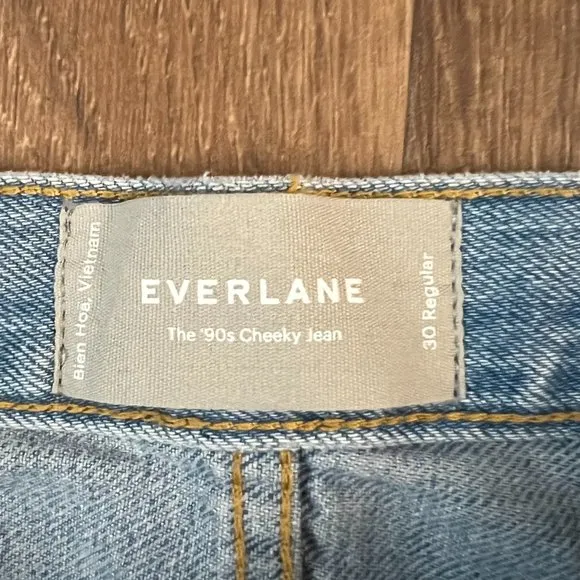 Bien Hoa, Vietnam
EVERLANE
The '90s Cheeky Jean
30 Regular